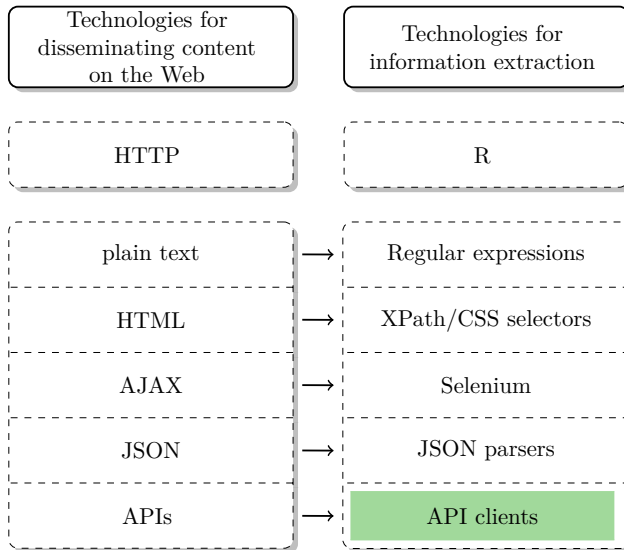 Technologies for
disseminating content
on the Web
Technologies for
information extraction
HTTP
R
plain text
Regular expressions
HTML
XPath/CSS selectors
AJAX
Selenium
JSON
JSON parsers
APIs
API clients